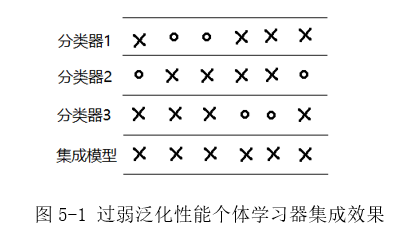 分类器1 × ○ ○ × × ×
分类器2 ○ × × × × ○
分类器3 × × × ○ ○ ×
集成模型 × × × × × ×
图 5-1 过弱泛化性能个体学习器集成效果